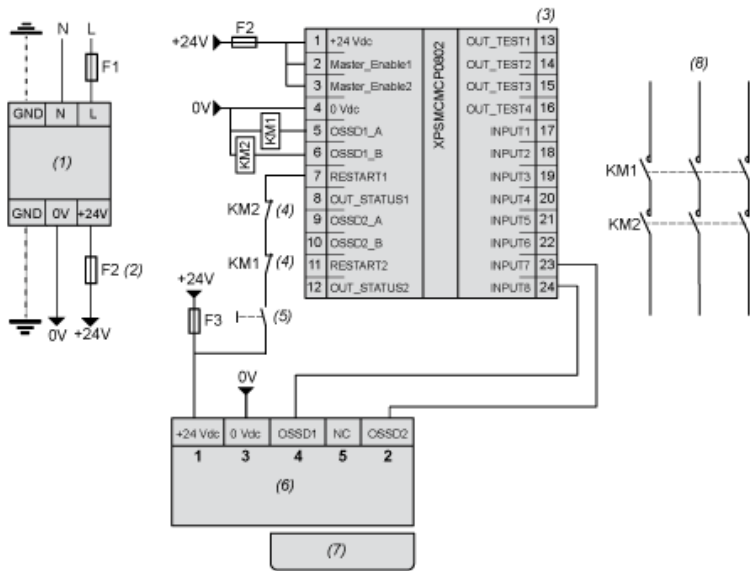 N L
F1
GND N L
(1)
GND 0V +24V
F2 (2)
0V +24V
(3)
+24V F2
0V
1 +24 Vdc
2 Master_Enable1
3 Master_Enable2
4 0 Vdc
5 OSSD1_A
6 OSSD1_B
7 RESTART1
8 OUT_STATUS1
9 OSSD2_A
10 OSSD2_B
11 RESTART2
12 OUT_STATUS2
KM1
KM2
XPSMCMCP0802
OUT_TEST1 13
OUT_TEST2 14
OUT_TEST3 15
OUT_TEST4 16
INPUT1 17
INPUT2 18
INPUT3 19
INPUT4 20
INPUT5 21
INPUT6 22
INPUT7 23
INPUT8 24
KM2 (4)
KM1 (4)
+24V
F3
(5)
0V
+24 Vdc 0 Vdc OSSD1 NC OSSD2
1 3 4 5 2
(6)
(7)
(8)
KM1
KM2